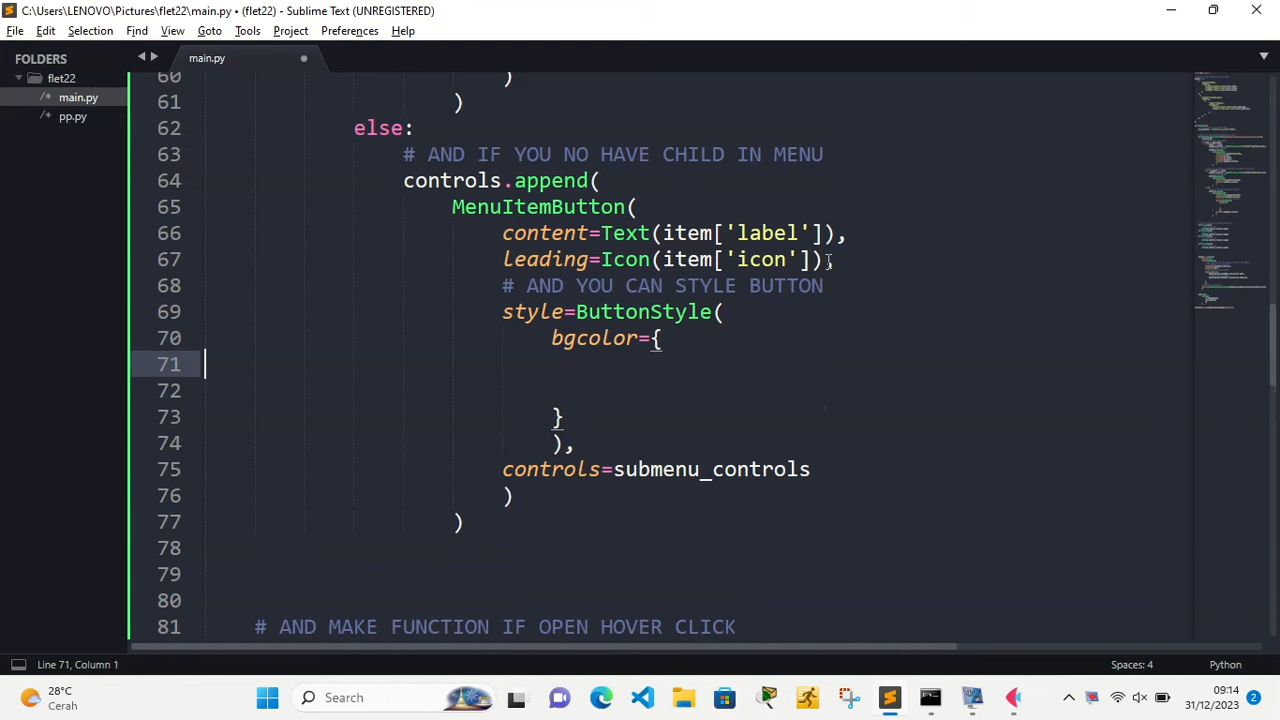 C:\Users\LENOVO\Pictures\flet22\main.py • (flet22) - Sublime Text (UNREGISTERED)
File Edit Selection Find View Goto Tools Project Preferences Help
FOLDERS
flet22
/* main.py
/* pp.py
main.py
60 )
61 )
62 else:
63 # AND IF YOU NO HAVE CHILD IN MENU
64 controls.append(
65 MenuItemButton(
66 content=Text(item['label']),
67 leading=Icon(item['icon'])
68 # AND YOU CAN STYLE BUTTON
69 style=ButtonStyle(
70 bgcolor={
71
72
73 }
74 ),
75 controls=submenu_controls
76 )
77 )
78
79
80
81 # AND MAKE FUNCTION IF OPEN HOVER CLICK
Line 71, Column 1 Spaces: 4 Python
28°C
Cerah
Search
09:14
31/12/2023
2